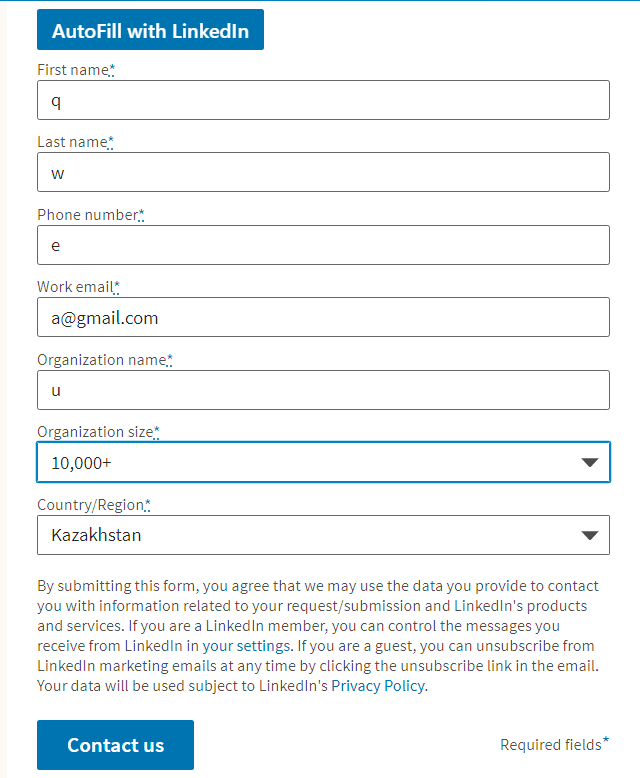 AutoFill with LinkedIn
First name*
q
Last name*
w
Phone number*
e
Work email*
a@gmail.com
Organization name*
u
Organization size*
10,000+
Country/Region*
Kazakhstan
By submitting this form, you agree that we may use the data you provide to contact
you with information related to your request/submission and LinkedIn's products
and services. If you are a LinkedIn member, you can control the messages you
receive from LinkedIn in your settings. If you are a guest, you can unsubscribe from
LinkedIn marketing emails at any time by clicking the unsubscribe link in the email.
Your data will be used subject to LinkedIn's Privacy Policy.
Contact us
Required fields*